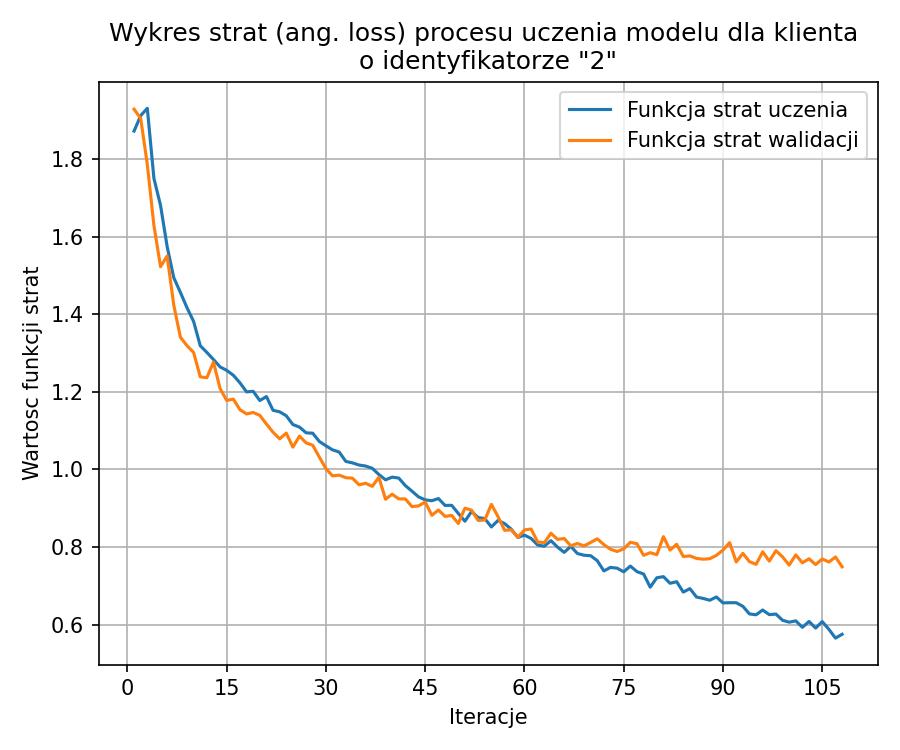 Wykres strat (ang. loss) procesu uczenia modelu dla klienta
o identyfikatorze "2"
Funkcja strat uczenia
Funkcja strat walidacji
Wartosc funkcji strat
1.8
1.6
1.4
1.2
1.0
0.8
0.6
0 15 30 45 60 75 90 105
Iteracje